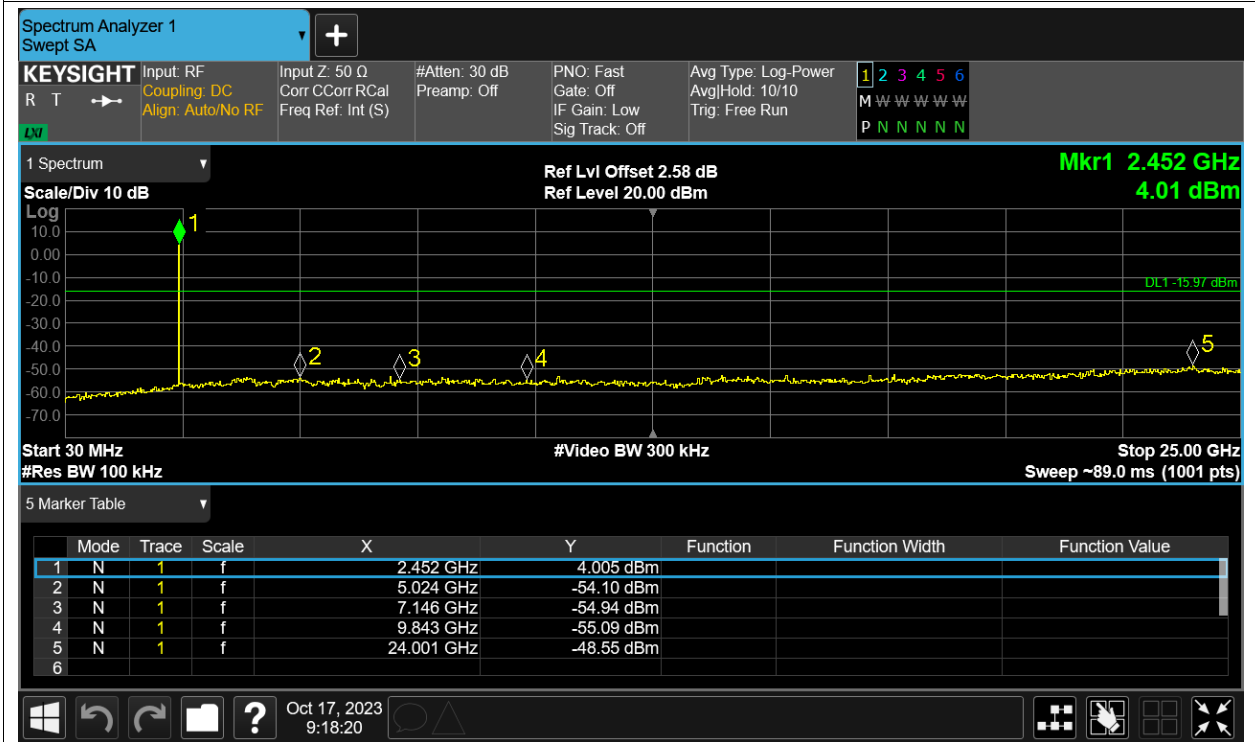 Spectrum Analyzer 1
Swept SA
+
KEYSIGHT
R T
LXI
Input: RF
Coupling: DC
Align: Auto/No RF
Input Z: 50 Ω
Corr CCorr RCal
Freq Ref: Int (S)
#Atten: 30 dB
Preamp: Off
PNO: Fast
Gate: Off
IF Gain: Low
Sig Track: Off
Avg Type: Log-Power
Avg|Hold: 10/10
Trig: Free Run
1 2 3 4 5 6
M W W W W W
P N N N N N
1 Spectrum
Scale/Div 10 dB
Ref Lvl Offset 2.58 dB
Ref Level 20.00 dBm
Mkr1 2.452 GHz
4.01 dBm
Log
10.0
0.00
-10.0
-20.0
-30.0
-40.0
-50.0
-60.0
-70.0
1
DL1 -15.97 dBm
2
3
4
5
Start 30 MHz
#Video BW 300 kHz
Stop 25.00 GHz
#Res BW 100 kHz
Sweep ~89.0 ms (1001 pts)
5 Marker Table
Mode Trace Scale X Y Function Function Width Function Value
1 N 1 f 2.452 GHz 4.005 dBm
2 N 1 f 5.024 GHz -54.10 dBm
3 N 1 f 7.146 GHz -54.94 dBm
4 N 1 f 9.843 GHz -55.09 dBm
5 N 1 f 24.001 GHz -48.55 dBm
6
?
Oct 17, 2023
9:18:20